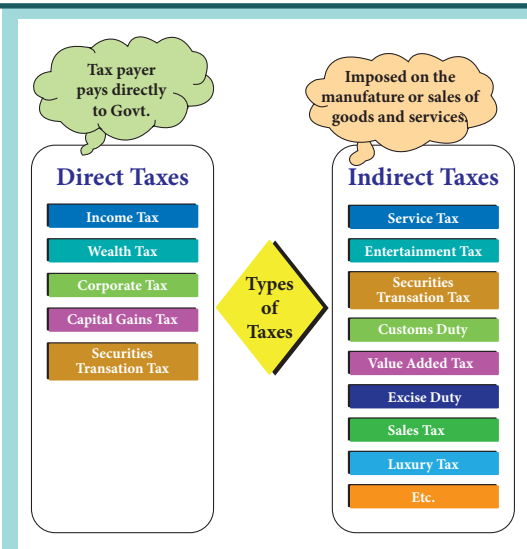 Tax payer
pays directly
to Govt.
Imposed on the
manufature or sales of
goods and services.
Direct Taxes
Income Tax
Wealth Tax
Corporate Tax
Capital Gains Tax
Securities
Transation Tax
Types
of
Taxes
Indirect Taxes
Service Tax
Entertainment Tax
Securities
Transation Tax
Customs Duty
Value Added Tax
Excise Duty
Sales Tax
Luxury Tax
Etc.